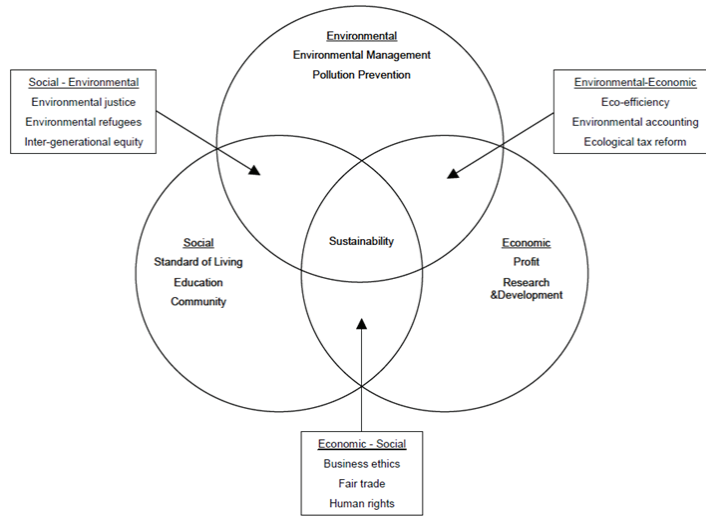 Environmental
Environmental Management
Pollution Prevention
Social - Environmental
Environmental justice
Environmental refugees
Inter-generational equity
Environmental-Economic
Eco-efficiency
Environmental accounting
Ecological tax reform
Social
Standard of Living
Education
Community
Sustainability
Economic
Profit
Research
&Development
Economic - Social
Business ethics
Fair trade
Human rights